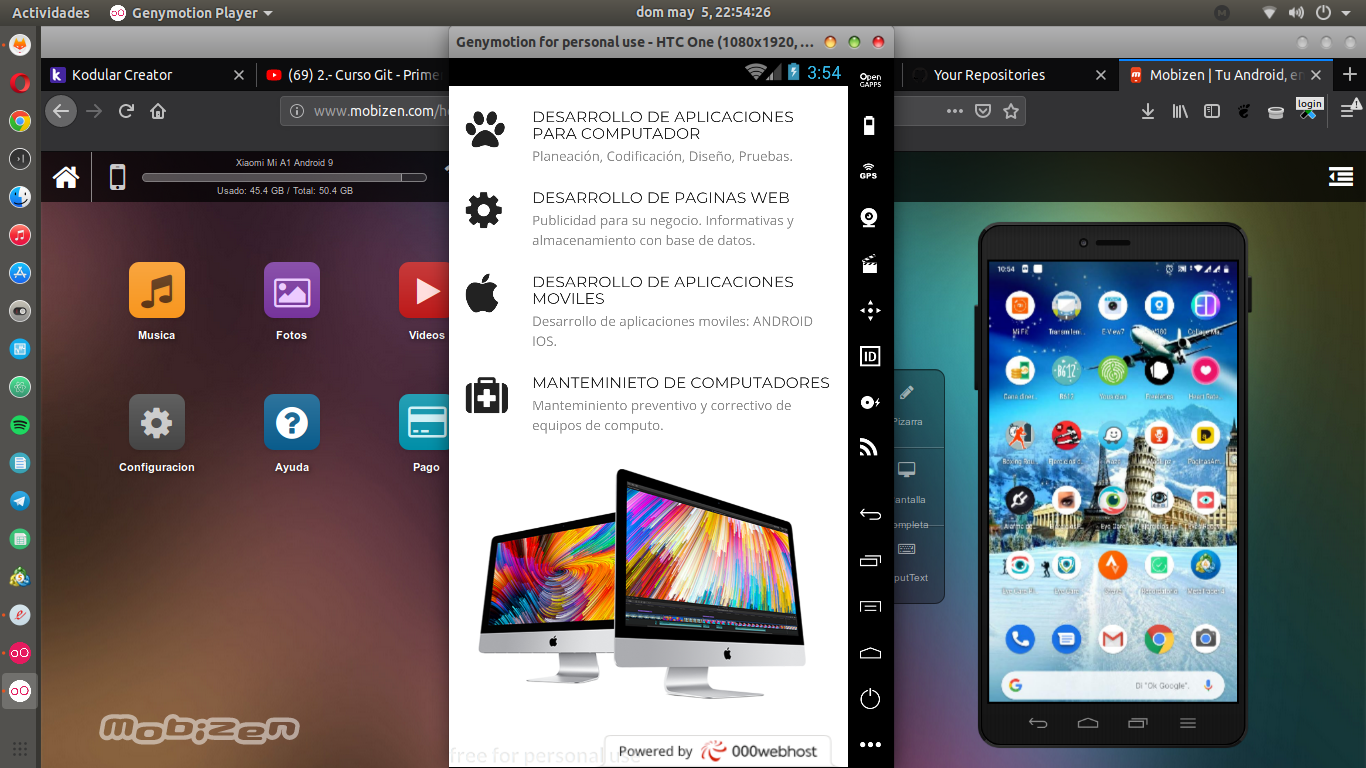 Actividades
Genymotion Player
dom may 5, 22:54:26
M
Genymotion for personal use - HTC One (1080x1920, ...
Kodular Creator
(69) 2.- Curso Git - Prime
Your Repositories
Mobizen | Tu Android, en
www.mobizen.com/h
login
3:54
Open
GAPPS
GPS
ID
Xiaomi Mi A1 Android 9
Usado: 45.4 GB / Total: 50.4 GB
Musica
Fotos
Videos
Configuracion
Ayuda
Pago
mobizen
DESARROLLO DE APLICACIONES
PARA COMPUTADOR
Planeación, Codificación, Diseño, Pruebas.
DESARROLLO DE PAGINAS WEB
Publicidad para su negocio. Informativas y
almacenamiento con base de datos.
DESARROLLO DE APLICACIONES
MOVILES
Desarrollo de aplicaciones moviles: ANDROID
IOS.
MANTEMINIETO DE COMPUTADORES
Manteminiento preventivo y correctivo de
equipos de computo.
free for personal use
Powered by 000webhost
Pizarra
antalla
ompleta
putText
10:54
Mi Fit
E-View7
B612
Di "Ok Google".